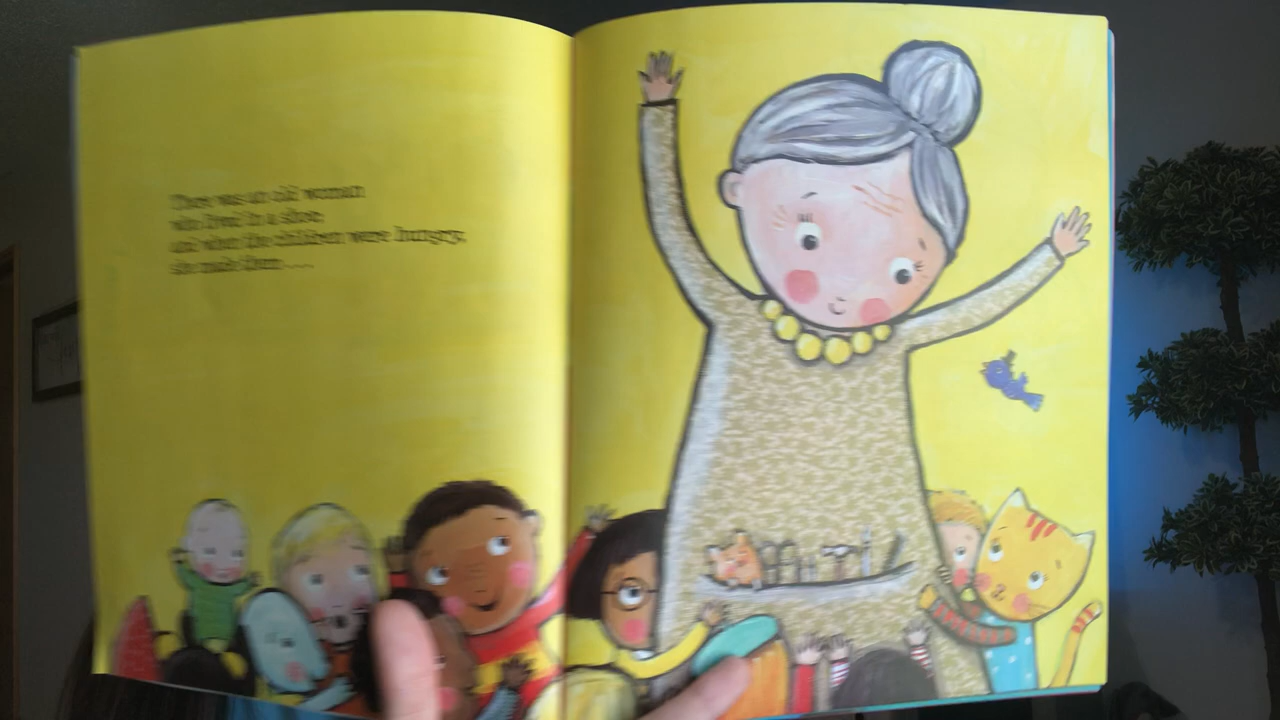 There was an old woman
who lived in a shoe
and when the children were hungry,
she made them.....